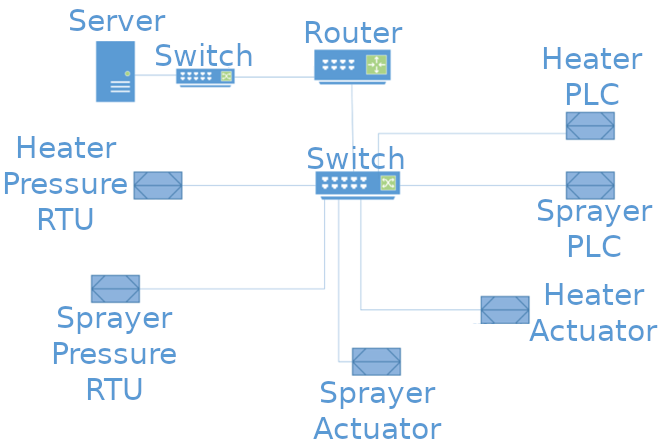 Server
Switch
Router
Heater
PLC
Heater
Pressure
RTU
Switch
Sprayer
PLC
Sprayer
Pressure
RTU
Heater
Actuator
Sprayer
Actuator